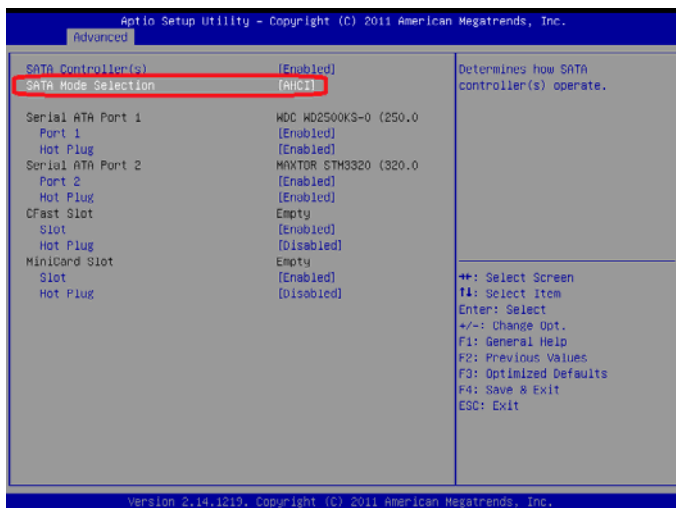 Aptio Setup Utility – Copyright (C) 2011 American Megatrends, Inc.
Advanced
SATA Controller(s) [Enabled]
SATA Mode Selection [AHCI]
Serial ATA Port 1 WDC WD2500KS-0 (250.0
Port 1 [Enabled]
Hot Plug [Enabled]
Serial ATA Port 2 MAXTOR STM3320 (320.0
Port 2 [Enabled]
Hot Plug [Enabled]
CFast Slot Empty
Slot [Enabled]
Hot Plug [Disabled]
MiniCard Slot Empty
Slot [Enabled]
Hot Plug [Disabled]
Determines how SATA
controller(s) operate.
→←: Select Screen
↑↓: Select Item
Enter: Select
+/-: Change Opt.
F1: General Help
F2: Previous Values
F3: Optimized Defaults
F4: Save & Exit
ESC: Exit
Version 2.14.1219. Copyright (C) 2011 American Megatrends, Inc.